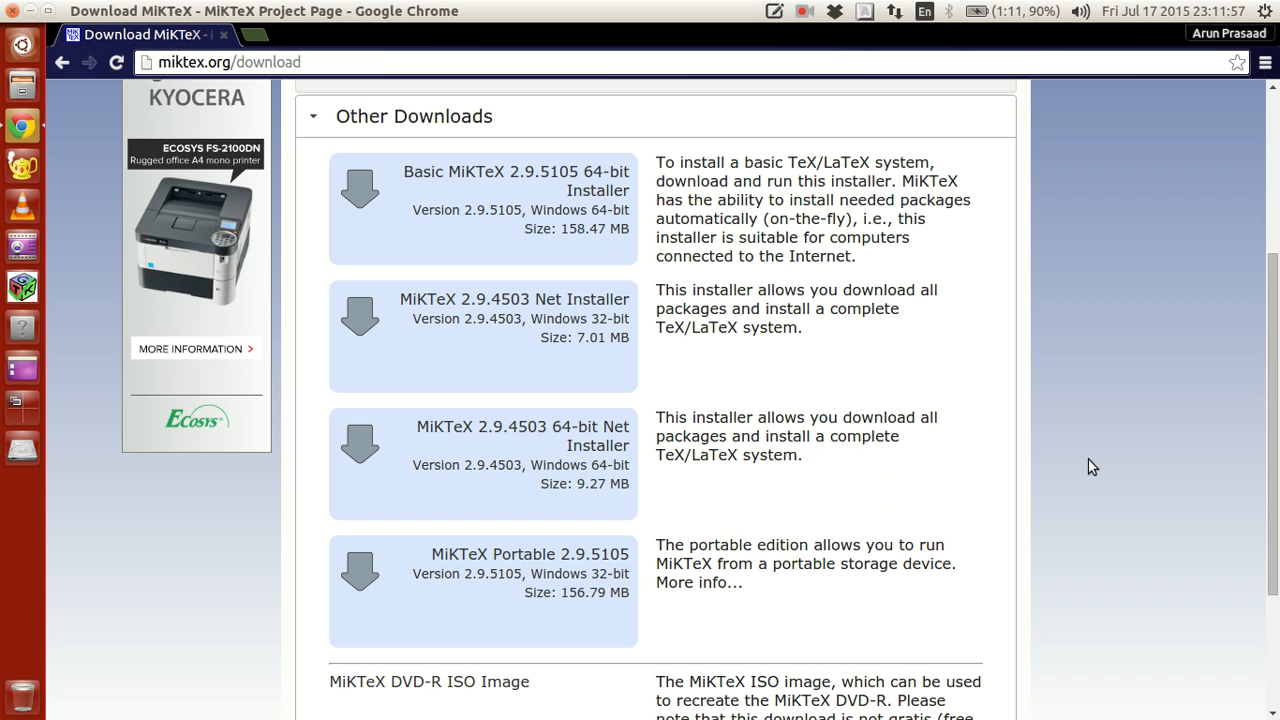 Download MiKTeX - MiKTeX Project Page - Google Chrome
En
(1:11, 90%)
Fri Jul 17 2015 23:11:57
Download MiKTeX -
Arun Prasaad
miktex.org/download
KYOCERA
ECOSYS FS-2100DN
Rugged office A4 mono printer
MORE INFORMATION >
ECOSYS
Other Downloads
Basic MiKTeX 2.9.5105 64-bit
Installer
Version 2.9.5105, Windows 64-bit
Size: 158.47 MB
To install a basic TeX/LaTeX system,
download and run this installer. MiKTeX
has the ability to install needed packages
automatically (on-the-fly), i.e., this
installer is suitable for computers
connected to the Internet.
MiKTeX 2.9.4503 Net Installer
Version 2.9.4503, Windows 32-bit
Size: 7.01 MB
This installer allows you download all
packages and install a complete
TeX/LaTeX system.
MiKTeX 2.9.4503 64-bit Net
Installer
Version 2.9.4503, Windows 64-bit
Size: 9.27 MB
This installer allows you download all
packages and install a complete
TeX/LaTeX system.
MiKTeX Portable 2.9.5105
Version 2.9.5105, Windows 32-bit
Size: 156.79 MB
The portable edition allows you to run
MiKTeX from a portable storage device.
More info...
MiKTeX DVD-R ISO Image
The MiKTeX ISO image, which can be used
to recreate the MiKTeX DVD-R. Please
note that this download is not gratis (free